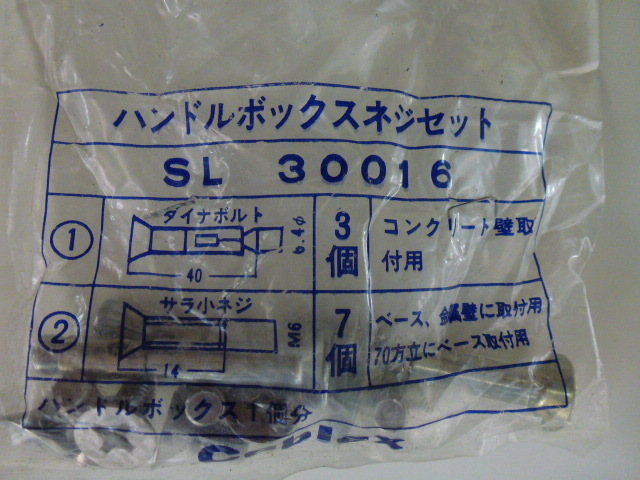 ハンドルボックスネジセット
SL 30016
① ダイナボルト 6.4φ 40 3個 コンクリート壁取付用
② サラ小ネジ M6 14 7個 ベース、金属壁に取付用
70方立にベース取付用
ハンドルボックス1個分